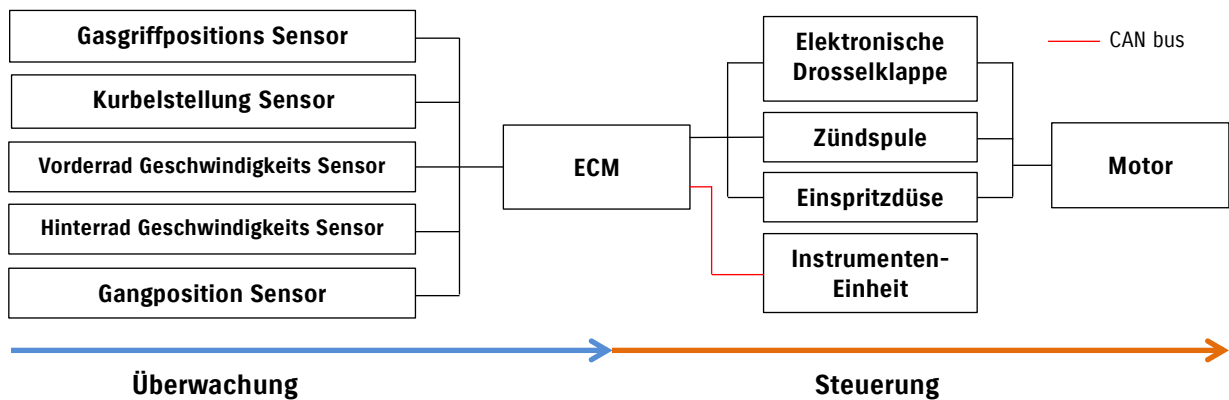 Gasgriffpositions Sensor
Kurbelstellung Sensor
Vorderrad Geschwindigkeits Sensor
Hinterrad Geschwindigkeits Sensor
Gangposition Sensor
ECM
Elektronische
Drosselklappe
Zündspule
Einspritzdüse
Instrumenten-
Einheit
Motor
CAN bus
Überwachung
Steuerung